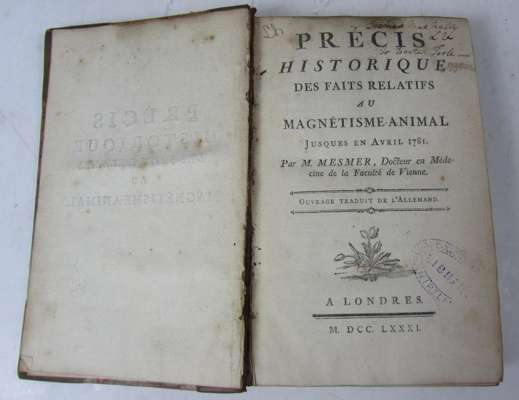 PRÉCIS
HISTORIQUE
DES FAITS RELATIFS
AU
MAGNÉTISME-ANIMAL
JUSQUES EN AVRIL 1781.
Par M. MESMER, Docteur en Méde-
cine de la Faculté de Vienne.
OUVRAGE TRADUIT DE L'ALLEMAND.
A LONDRES.
M. DCC. LXXXI.